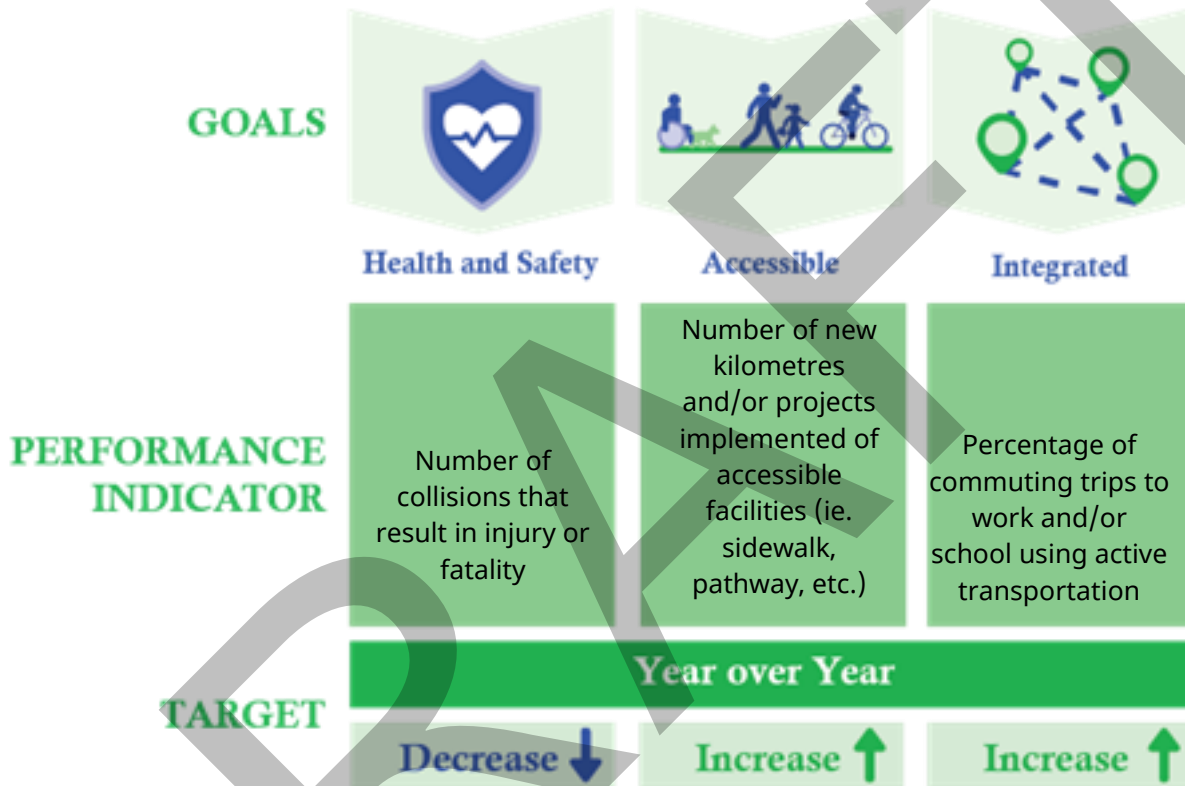 GOALS
Health and Safety
Accessible
Integrated
PERFORMANCE
INDICATOR
Number of
collisions that
result in injury or
fatality
Number of new
kilometres
and/or projects
implemented of
accessible
facilities (ie.
sidewalk,
pathway, etc.)
Percentage of
commuting trips to
work and/or
school using active
transportation
TARGET
Year over Year
Decrease
Increase
Increase